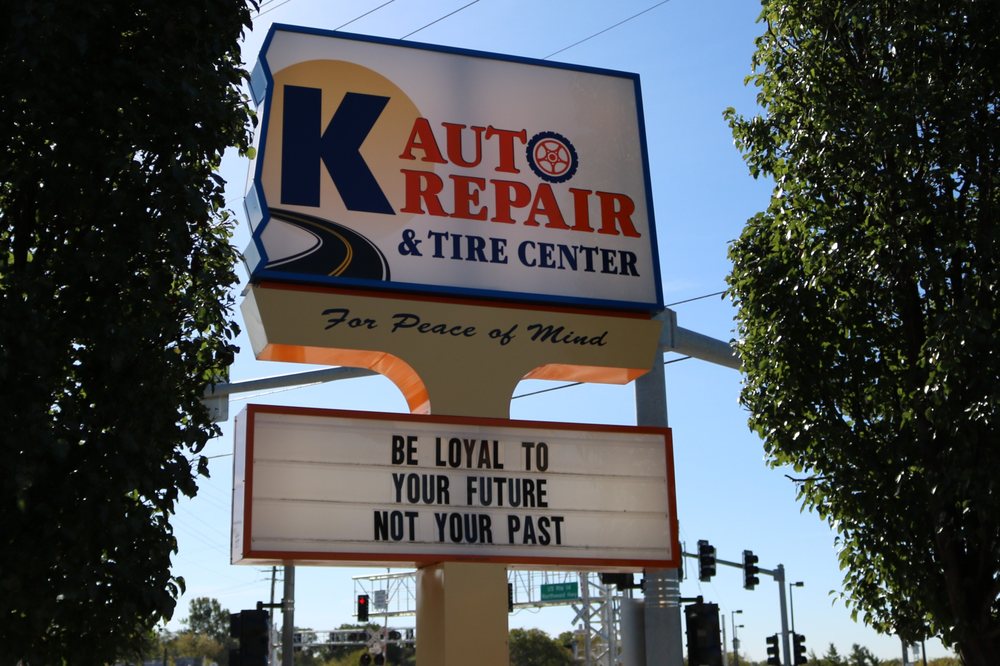 K AUTO
REPAIR
& TIRE CENTER
For Peace of Mind
BE LOYAL TO
YOUR FUTURE
NOT YOUR PAST